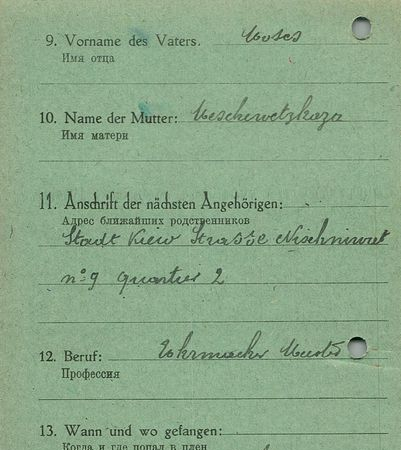 9. Vorname des Vaters. Moses
Имя отца
10. Name der Mutter: Meschewetzkaza
Имя матери
11. Anschrift der nächsten Angehörigen:
Адрес ближайших родственников
Stadt Kiew Strasse
nº 9 Quartier 2
12. Beruf: Uhrmacher
Профессия
13. Wann und wo gefangen:
Когда и где попал в плен